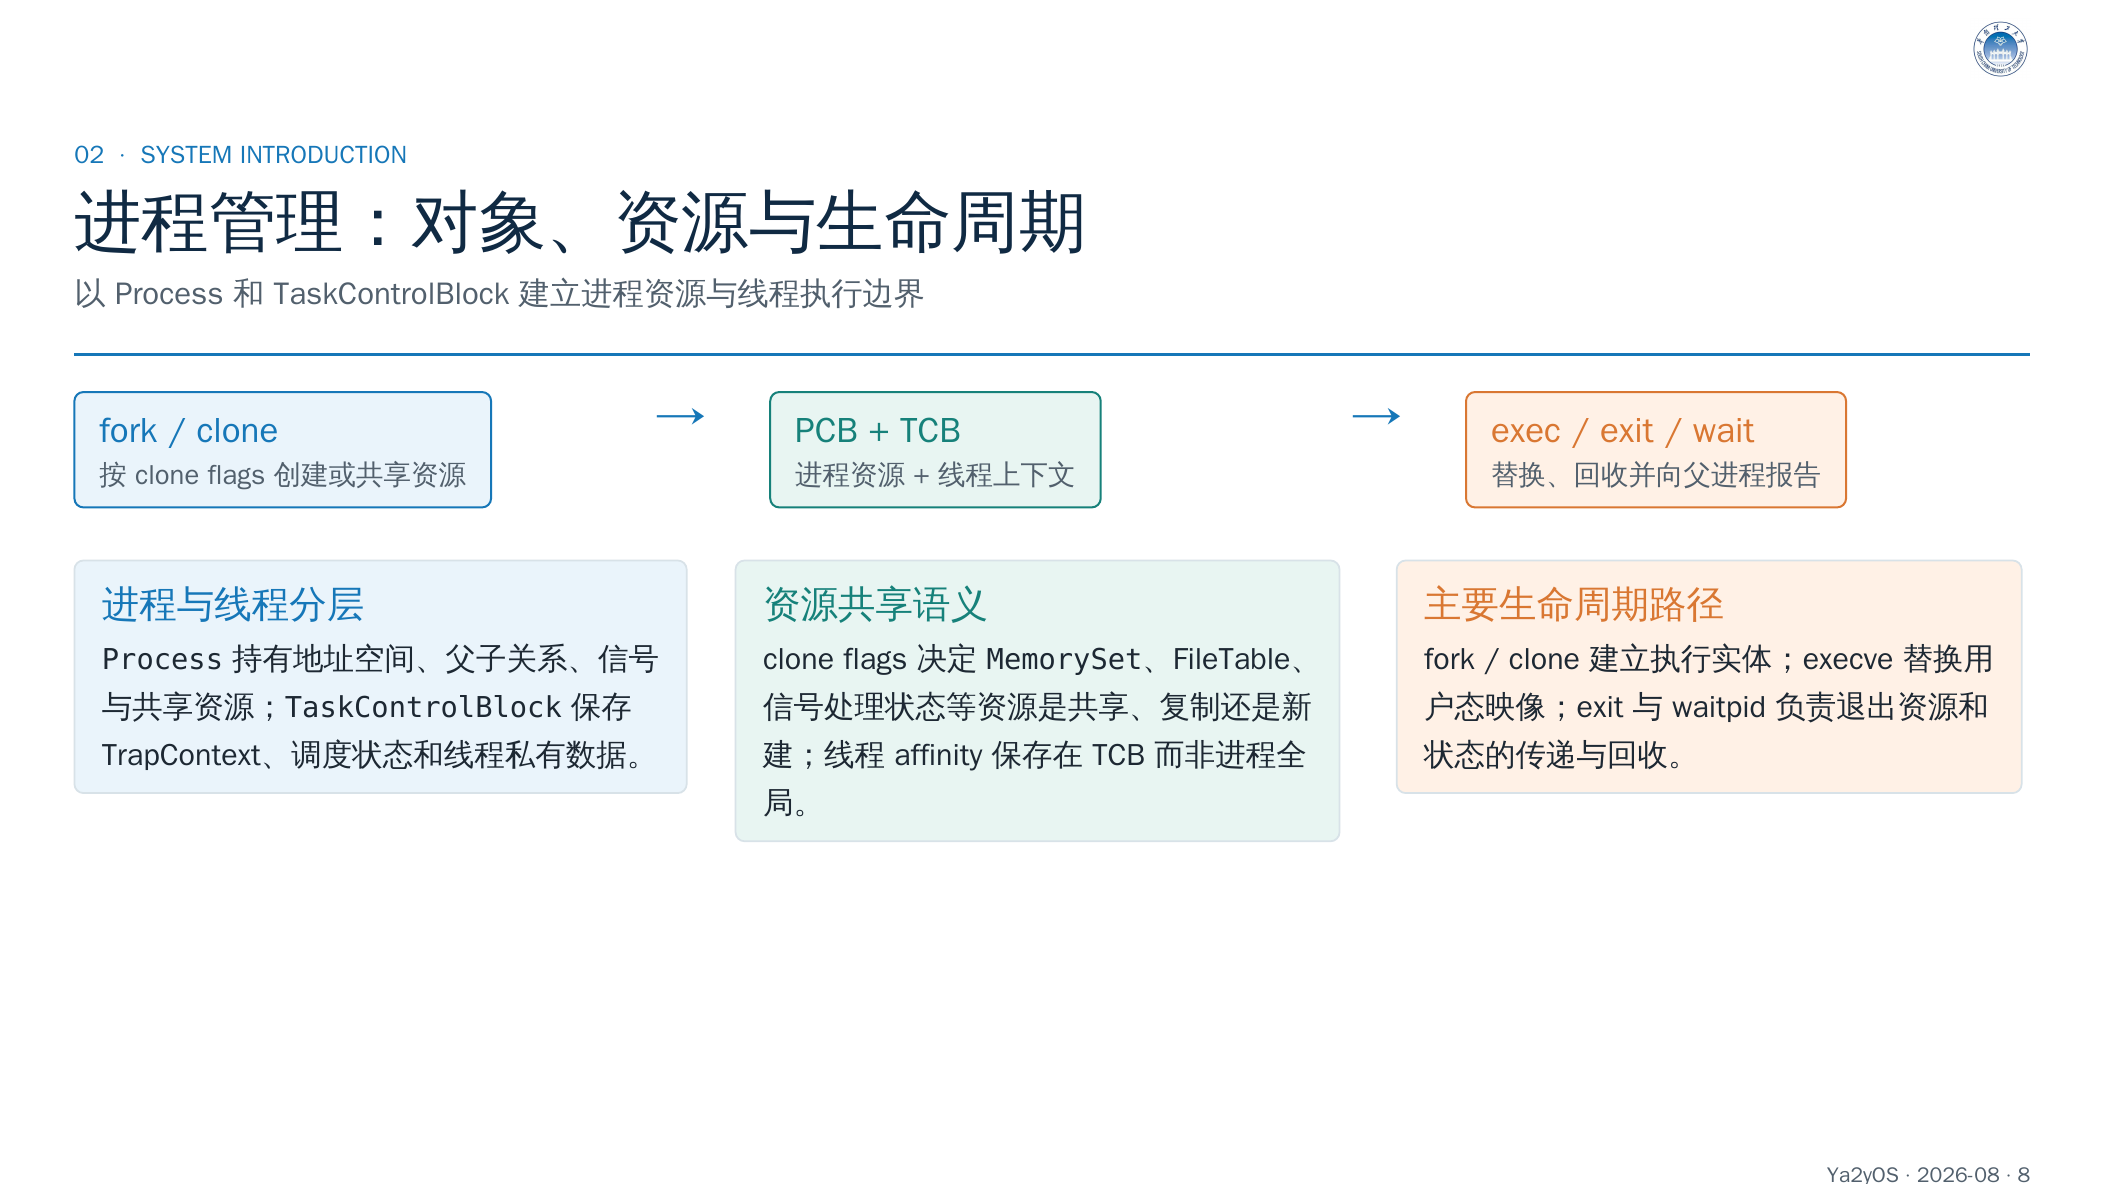 02 · SYSTEM INTRODUCTION
进程管理：对象、资源与生命周期
以 Process 和 TaskControlBlock 建立进程资源与线程执行边界
fork / clone
按 clone flags 创建或共享资源
PCB + TCB
进程资源 + 线程上下文
exec / exit / wait
替换、回收并向父进程报告
进程与线程分层
Process 持有地址空间、父子关系、信号
与共享资源；TaskControlBlock 保存
TrapContext、调度状态和线程私有数据。
资源共享语义
clone flags 决定 MemorySet、FileTable、
信号处理状态等资源是共享、复制还是新
建；线程 affinity 保存在 TCB 而非进程全
局。
主要生命周期路径
fork / clone 建立执行实体；execve 替换用
户态映像；exit 与 waitpid 负责退出资源和
状态的传递与回收。
Ya2yOS · 2026-08 · 8